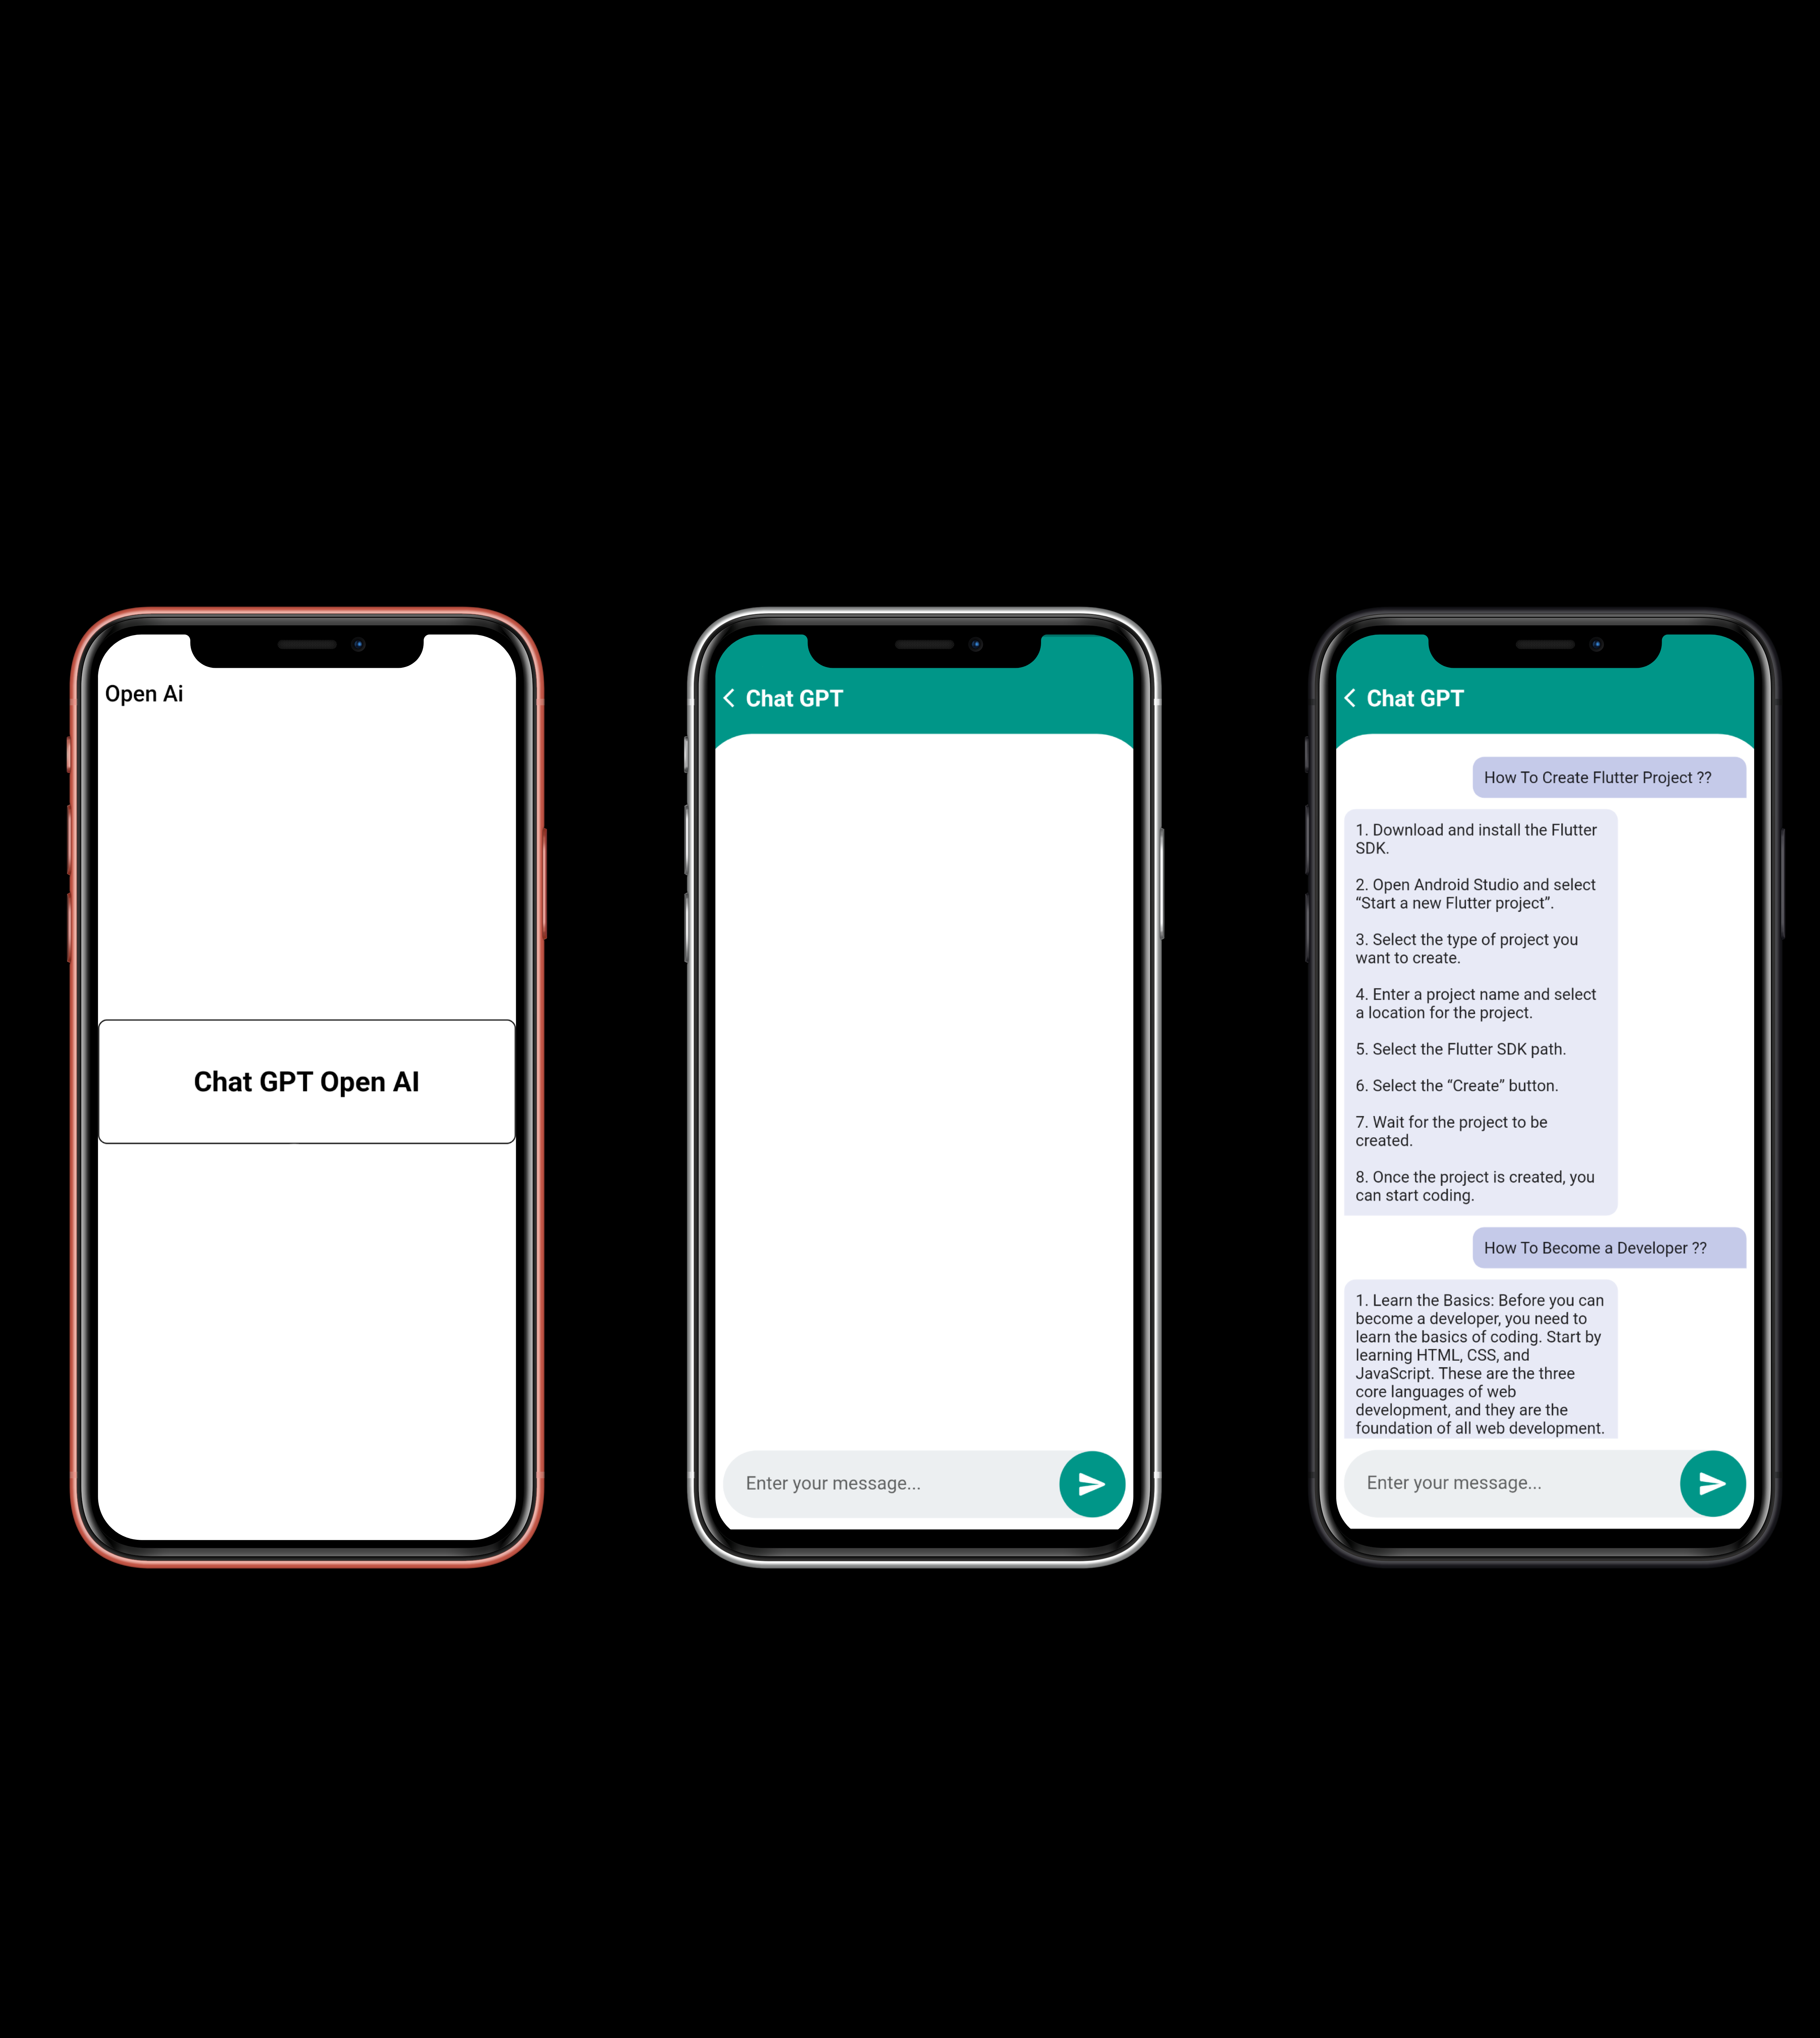 Open Ai
Chat GPT Open AI
Chat GPT
Enter your message...
Chat GPT
How To Create Flutter Project ??
1. Download and install the Flutter
SDK.
2. Open Android Studio and select
“Start a new Flutter project”.
3. Select the type of project you
want to create.
4. Enter a project name and select
a location for the project.
5. Select the Flutter SDK path.
6. Select the “Create” button.
7. Wait for the project to be
created.
8. Once the project is created, you
can start coding.
How To Become a Developer ??
1. Learn the Basics: Before you can
become a developer, you need to
learn the basics of coding. Start by
learning HTML, CSS, and
JavaScript. These are the three
core languages of web
development, and they are the
foundation of all web development.
Enter your message...